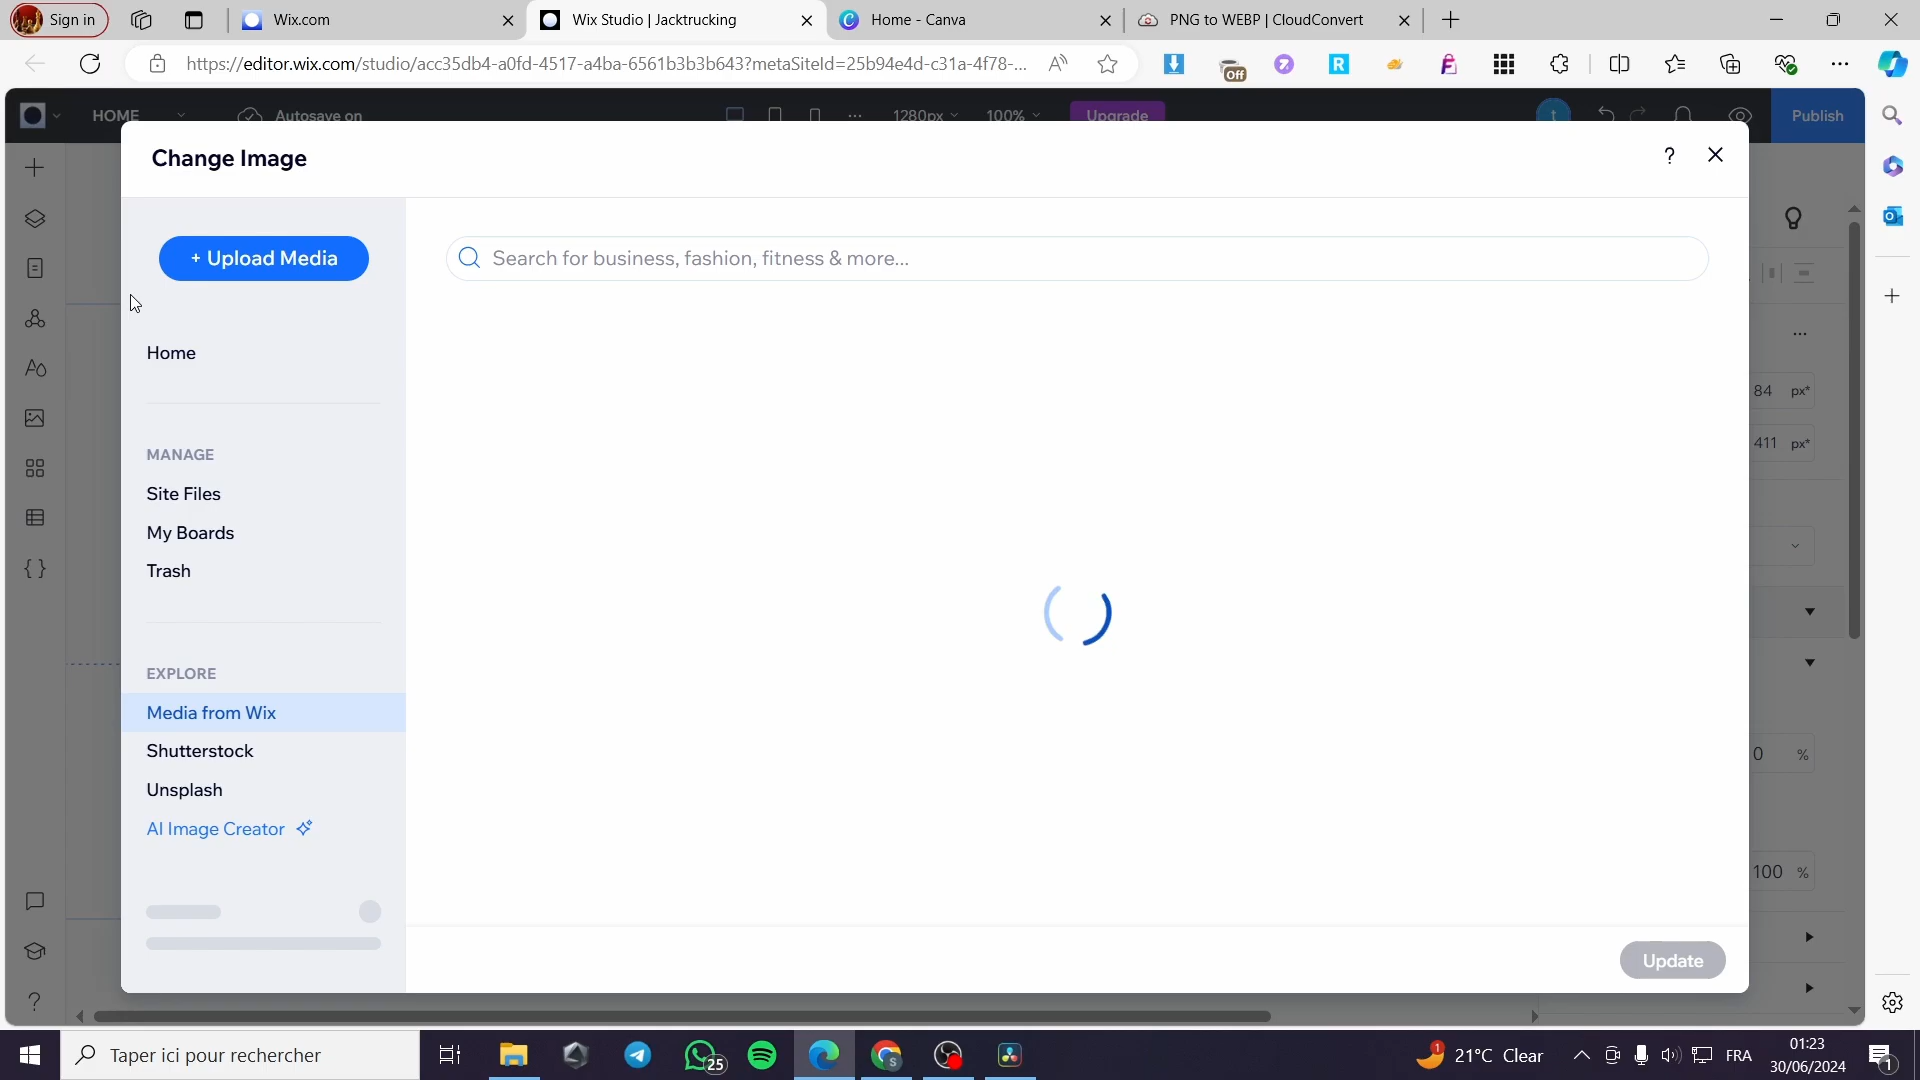 Sign in
Wix.com
Wix Studio | Jacktrucking
Home - Canva
PNG to WEBP | CloudConvert
https://editor.wix.com/studio/acc35db4-a0fd-4517-a4ba-6561b3b3b643?metaSiteId=25b94e4d-c31a-4f78-...
Off
HOME
Autosave on
1280px
100%
Upgrade
Publish
Change Image
?
+ Upload Media
Search for business, fashion, fitness & more...
Home
MANAGE
Site Files
My Boards
Trash
EXPLORE
Media from Wix
Shutterstock
Unsplash
AI Image Creator
84 px*
411 px*
0 %
100 %
Update
Taper ici pour rechercher
25
1
21°C Clear
FRA
01:23
30/06/2024
1